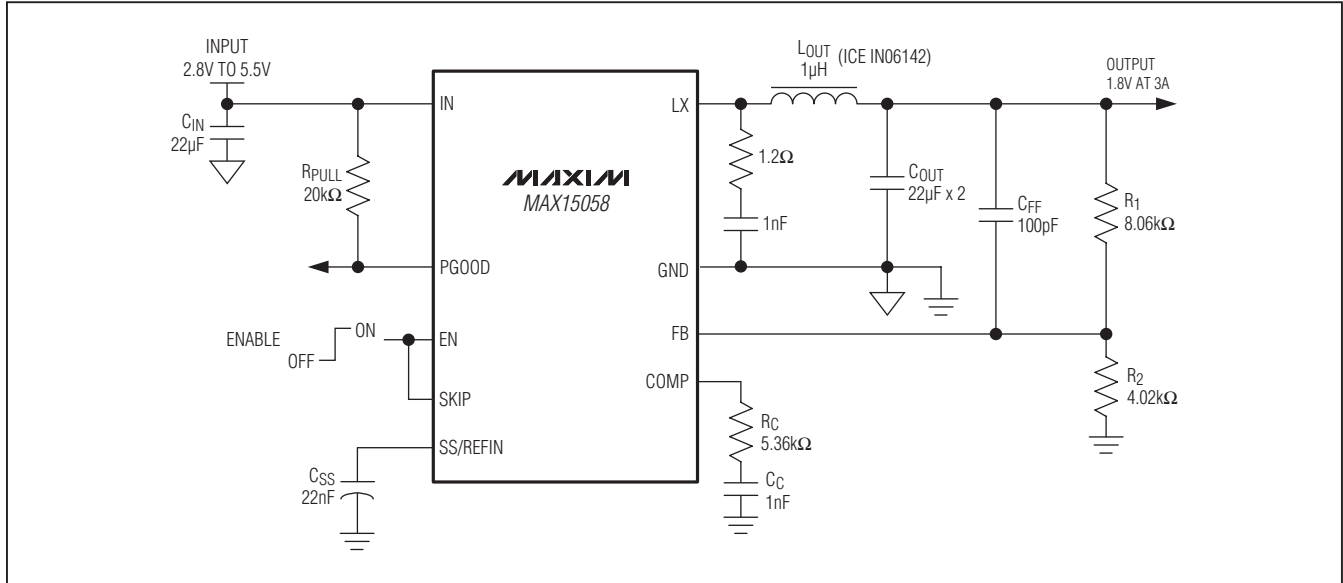 INPUT
2.8V TO 5.5V
CIN
22µF
RPULL
20kΩ
IN
PGOOD
EN
SKIP
SS/REFIN
ENABLE
ON
OFF
CSS
22nF
MAXIM
MAX15058
LX
GND
FB
COMP
LOUT (ICE IN06142)
1µH
1.2Ω
1nF
COUT
22µF x 2
CFF
100pF
OUTPUT
1.8V AT 3A
R1
8.06kΩ
R2
4.02kΩ
RC
5.36kΩ
CC
1nF